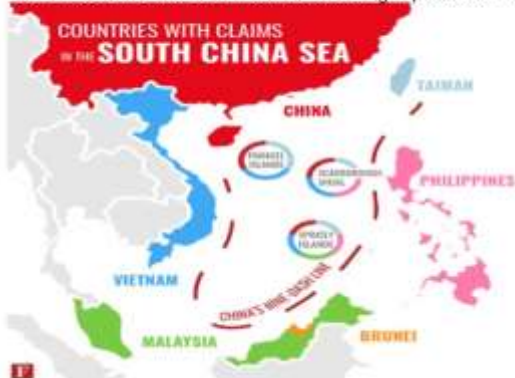 COUNTRIES WITH CLAIMS
IN THE SOUTH CHINA SEA
TAIWAN
CHINA
PARACEL
ISLANDS
SCARBOROUGH
SHOAL
PHILIPPINES
SPRATLY
ISLANDS
VIETNAM
CHINA'S NINE-DASH LINE
MALAYSIA
BRUNEI